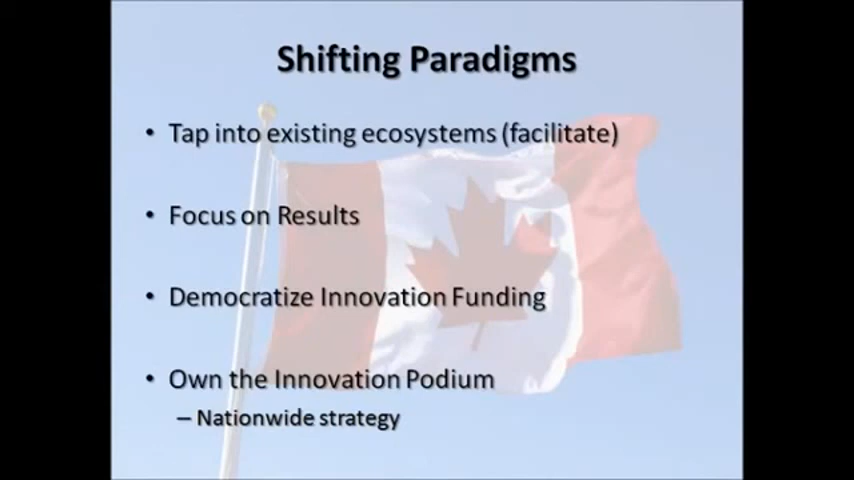 Shifting Paradigms
• Tap into existing ecosystems (facilitate)
• Focus on Results
• Democratize Innovation Funding
• Own the Innovation Podium
– Nationwide strategy